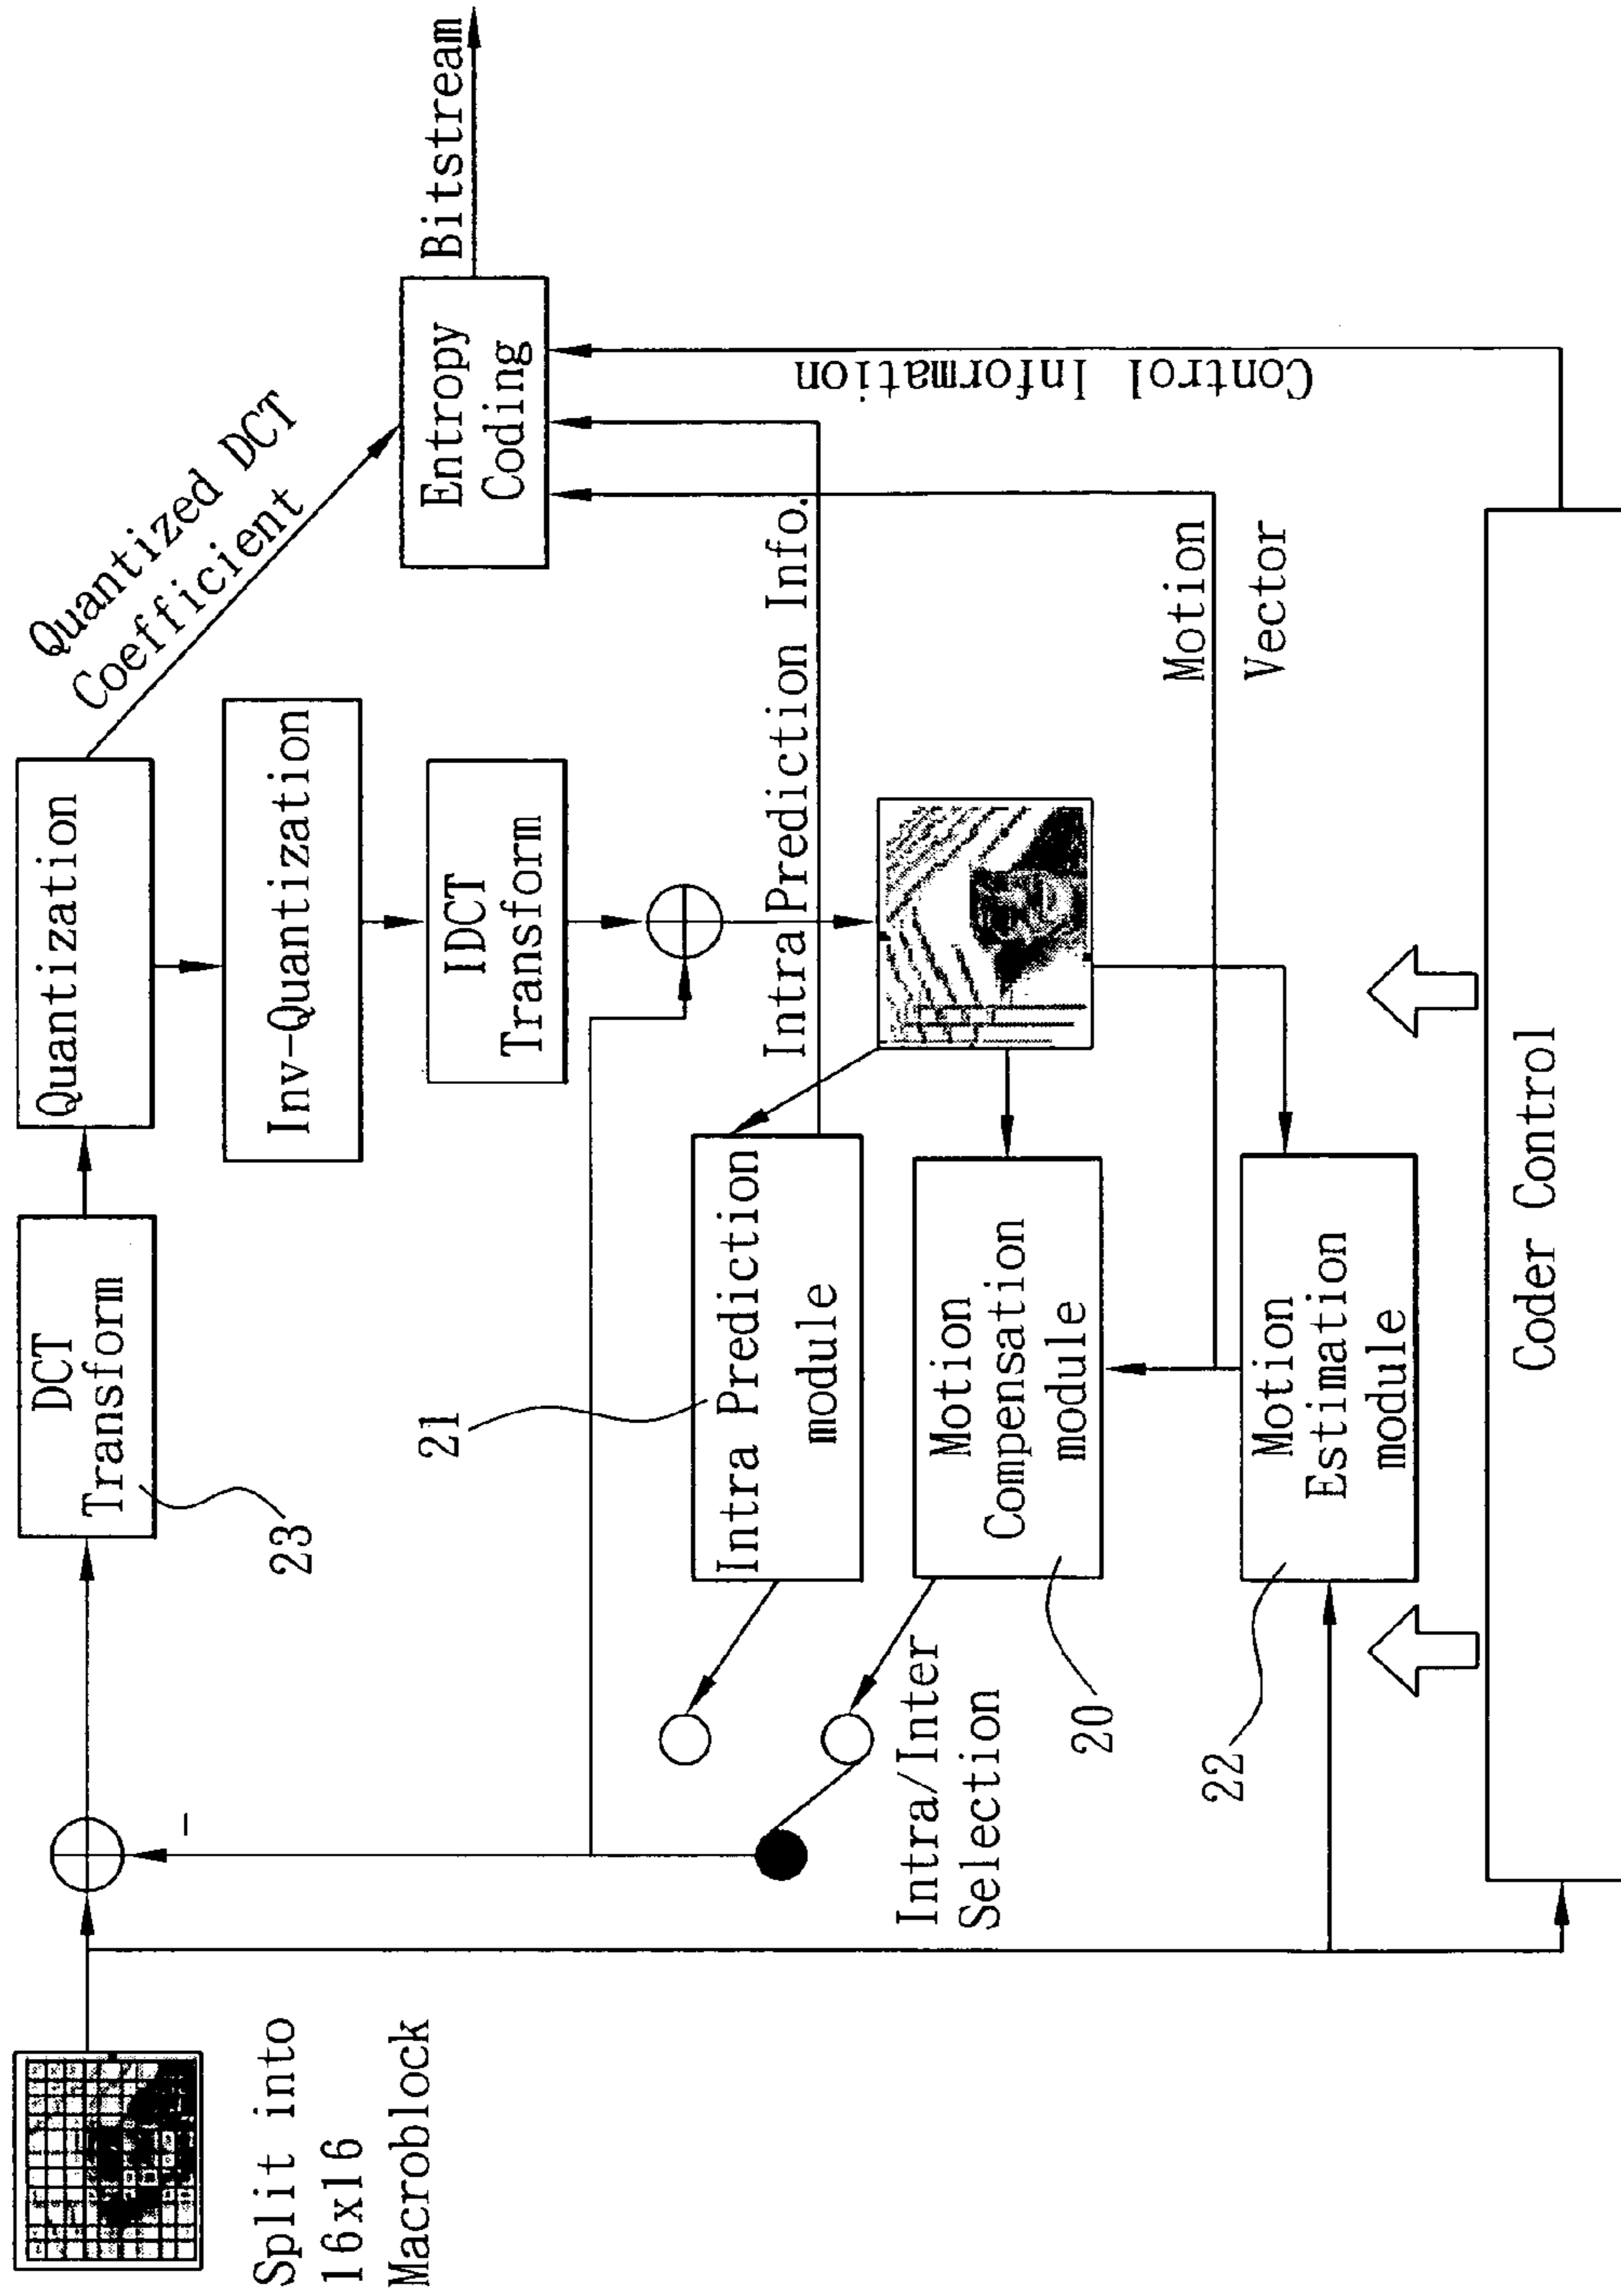 Split into
16x16
Macroblock
-
DCT
Transform
23
Quantization
Quantized DCT
Coefficient
Inv-Quantization
IDCT
Transform
Entropy
Coding
Bitstream
Intra Prediction Info.
Control Information
21
Intra Prediction
module
Motion
Compensation
module
20
Intra/Inter
Selection
Motion
Vector
Motion
Estimation
module
22
Coder Control